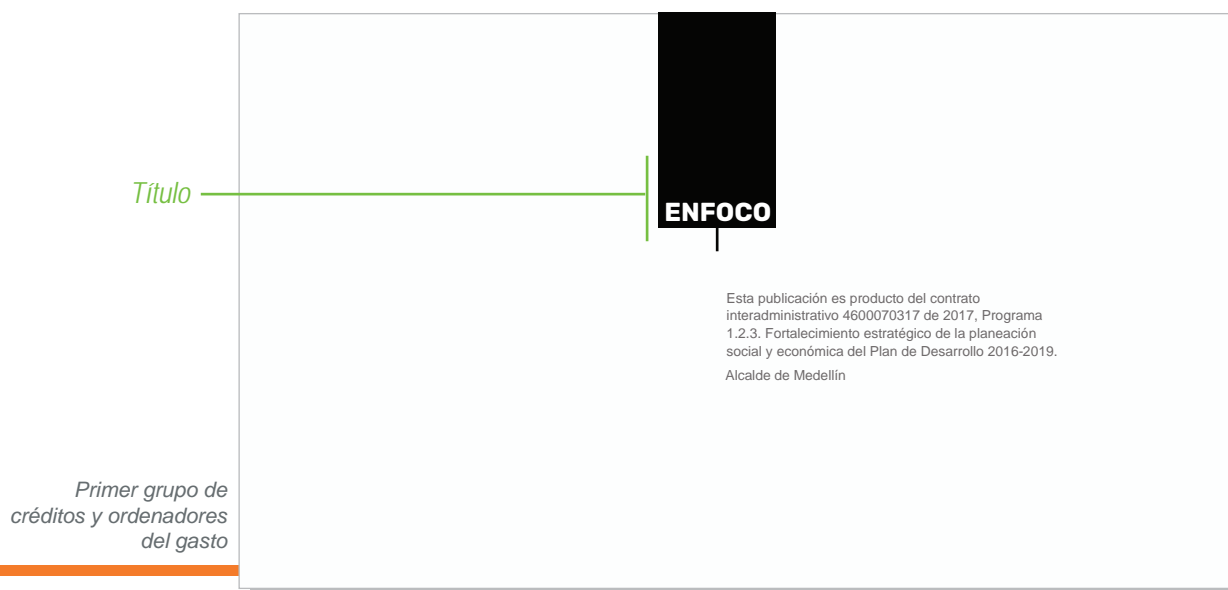 Título
ENFOCO
Esta publicación es producto del contrato
interadministrativo 4600070317 de 2017, Programa
1.2.3. Fortalecimiento estratégico de la planeación
social y económica del Plan de Desarrollo 2016-2019.
Alcalde de Medellín
Primer grupo de
créditos y ordenadores
del gasto